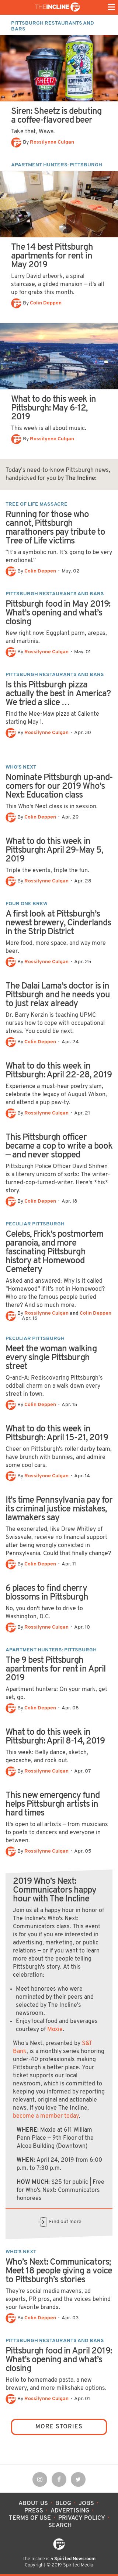 THE INCLINE
PITTSBURGH RESTAURANTS AND
BARS
Siren: Sheetz is debuting
a coffee-flavored beer
Take that, Wawa.
By Rossilynne Culgan
APARTMENT HUNTERS: PITTSBURGH
The 14 best Pittsburgh
apartments for rent in
May 2019
Larry David artwork, a spiral
staircase, a gilded mansion — it's all
up for grabs this month.
By Colin Deppen
What to do this week in
Pittsburgh: May 6-12,
2019
This week is all about music.
By Rossilynne Culgan
Today's need-to-know Pittsburgh news,
handpicked for you by The Incline:
TREE OF LIFE MASSACRE
Running for those who
cannot, Pittsburgh
marathoners pay tribute to
Tree of Life victims
"It's a symbolic run. It's going to be very
emotional."
By Colin Deppen · May. 02
PITTSBURGH RESTAURANTS AND BARS
Pittsburgh food in May 2019:
What's opening and what's
closing
New right now: Eggplant parm, arepas,
and martinis.
By Rossilynne Culgan · May. 01
PITTSBURGH RESTAURANTS AND BARS
Is this Pittsburgh pizza
actually the best in America?
We tried a slice …
Find the Mee-Maw pizza at Caliente
starting May 1.
By Rossilynne Culgan · Apr. 30
WHO'S NEXT
Nominate Pittsburgh up-and-
comers for our 2019 Who's
Next: Education class
This Who's Next class is in session.
By Colin Deppen · Apr. 29
What to do this week in
Pittsburgh: April 29-May 5,
2019
Triple the events, triple the fun.
By Rossilynne Culgan · Apr. 28
FOUR ONE BREW
A first look at Pittsburgh's
newest brewery, Cinderlands
in the Strip District
More food, more space, and way more
beer.
By Rossilynne Culgan · Apr. 25
The Dalai Lama's doctor is in
Pittsburgh and he needs you
to just relax already
Dr. Barry Kerzin is teaching UPMC
nurses how to cope with occupational
stress. You could be next.
By Colin Deppen · Apr. 24
What to do this week in
Pittsburgh: April 22-28, 2019
Experience a must-hear poetry slam,
celebrate the legacy of August Wilson,
and attend a pup paw-ty.
By Rossilynne Culgan · Apr. 21
This Pittsburgh officer
became a cop to write a book
— and never stopped
Pittsburgh Police Officer David Shifren
is a literary unicorn of sorts: The writer-
turned-cop-turned-writer. Here's *his*
story.
By Colin Deppen · Apr. 18
PECULIAR PITTSBURGH
Celebs, Frick's postmortem
paranoia, and more
fascinating Pittsburgh
history at Homewood
Cemetery
Asked and answered: Why is it called
"Homewood" if it's not in Homewood?
And who are the famous people buried
there? And so much more.
By Rossilynne Culgan and Colin Deppen
· Apr. 16
PECULIAR PITTSBURGH
Meet the woman walking
every single Pittsburgh
street
Q-and-A: Rediscovering Pittsburgh's
oddball charm on a walk down every
street in town.
By Colin Deppen · Apr. 15
What to do this week in
Pittsburgh: April 15-21, 2019
Cheer on Pittsburgh's roller derby team,
have brunch with bunnies, and admire
some cool cars.
By Rossilynne Culgan · Apr. 14
It's time Pennsylvania pay for
its criminal justice mistakes,
lawmakers say
The exonerated, like Drew Whitley of
Swissvale, receive no financial support
after being wrongly convicted in
Pennsylvania. Could that finally change?
By Colin Deppen · Apr. 11
6 places to find cherry
blossoms in Pittsburgh
No, you don't have to drive to
Washington, D.C.
By Rossilynne Culgan · Apr. 10
APARTMENT HUNTERS: PITTSBURGH
The 9 best Pittsburgh
apartments for rent in April
2019
Apartment hunters: On your mark, get
set, go.
By Colin Deppen · Apr. 08
What to do this week in
Pittsburgh: April 8-14, 2019
This week: Belly dance, sketch,
geocache, and rock out.
By Rossilynne Culgan · Apr. 07
This new emergency fund
helps Pittsburgh artists in
hard times
It's open to all artists — from musicians
to poets to dancers and everyone in
between.
By Rossilynne Culgan · Apr. 05
2019 Who's Next:
Communicators happy
hour with The Incline
Join us at a happy hour in honor of
The Incline's Who's Next:
Communicators class. This event
is for you if you are interested in
advertising, marketing, or public
relations — or if you want to learn
more about the people telling
Pittsburgh's story. At this
celebration:
• Meet honorees who were
nominated by their peers and
selected by The Incline's
newsroom.
• Enjoy local food and beverages
courtesy of Moxie.
Who's Next, presented by S&T
Bank, is a monthly series honoring
under-40 professionals making
Pittsburgh a better place. Your
ticket purchase is not only your
entry to the celebration, it is
committed to keeping our reporting
relevant, original and actionable
news in Pittsburgh. If you love The Incline,
become a member today.
WHERE: Moxie at 611 William
Penn Place — 9th Floor of the
Alcoa Building (Downtown)
WHEN: April 24, 2019 from 6:00
p.m. to 7:30 p.m.
HOW MUCH: $25 for public | Free
for Who's Next: Communicators
honorees
Find out more
WHO'S NEXT
Who's Next: Communicators;
Meet 18 people giving a voice
to Pittsburgh's stories
They're social media mavens, ad
experts, PR pros, and the voices behind
your favorite brands.
By Colin Deppen · Apr. 03
PITTSBURGH RESTAURANTS AND BARS
Pittsburgh food in April 2019:
What's opening and what's
closing
Hello to homemade pasta, a new
brewery, and more milkshake options.
By Rossilynne Culgan · Apr. 01
MORE STORIES
ABOUT US · BLOG · JOBS ·
PRESS · ADVERTISING ·
TERMS OF USE · PRIVACY POLICY ·
SEARCH
The Incline is a Spirited Newsroom
Copyright © 2019 Spirited Media